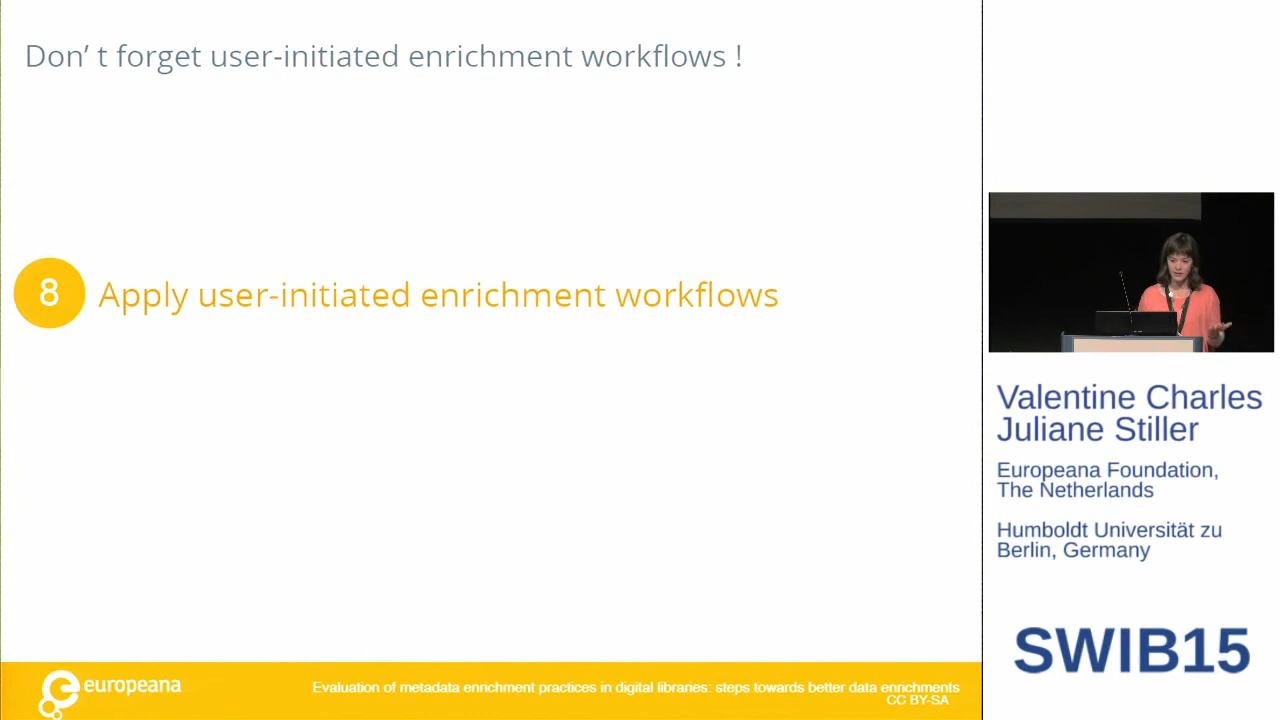 Don’ t forget user-initiated enrichment workflows !
8 Apply user-initiated enrichment workflows
Valentine Charles
Juliane Stiller
Europeana Foundation,
The Netherlands
Humboldt Universität zu
Berlin, Germany
SWIB15
europeana
Evaluation of metadata enrichment practices in digital libraries: steps towards better data enrichments
CC BY-SA